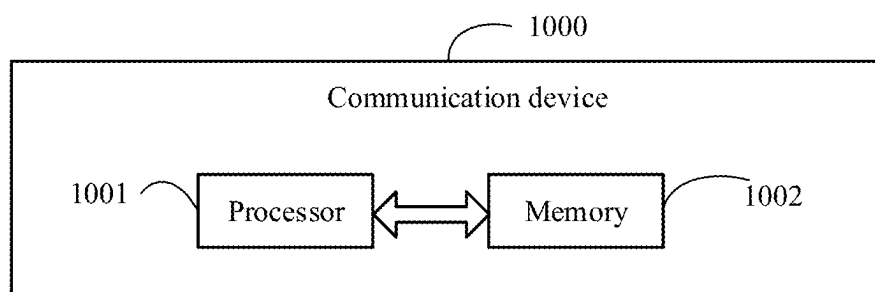 1000
Communication device
1001
Processor
Memory
1002